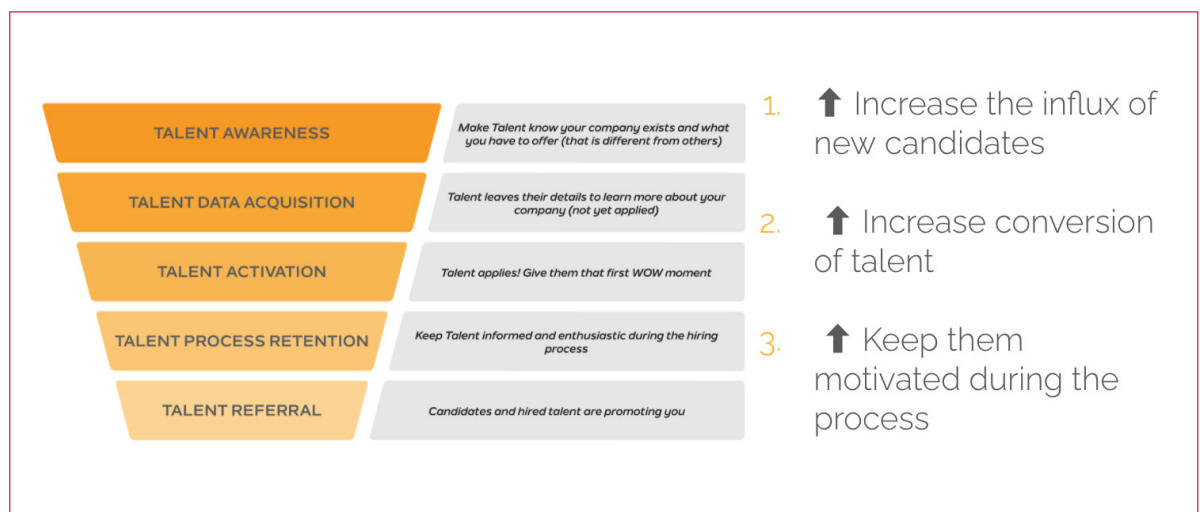 TALENT AWARENESS
Make Talent know your company exists and what
you have to offer (that is different from others)
TALENT DATA ACQUISITION
Talent leaves their details to learn more about your
company (not yet applied)
TALENT ACTIVATION
Talent applies! Give them that first WOW moment
TALENT PROCESS RETENTION
Keep Talent informed and enthusiastic during the hiring
process
TALENT REFERRAL
Candidates and hired talent are promoting you
1. ⬆ Increase the influx of
new candidates
2. ⬆ Increase conversion
of talent
3. ⬆ Keep them
motivated during the
process